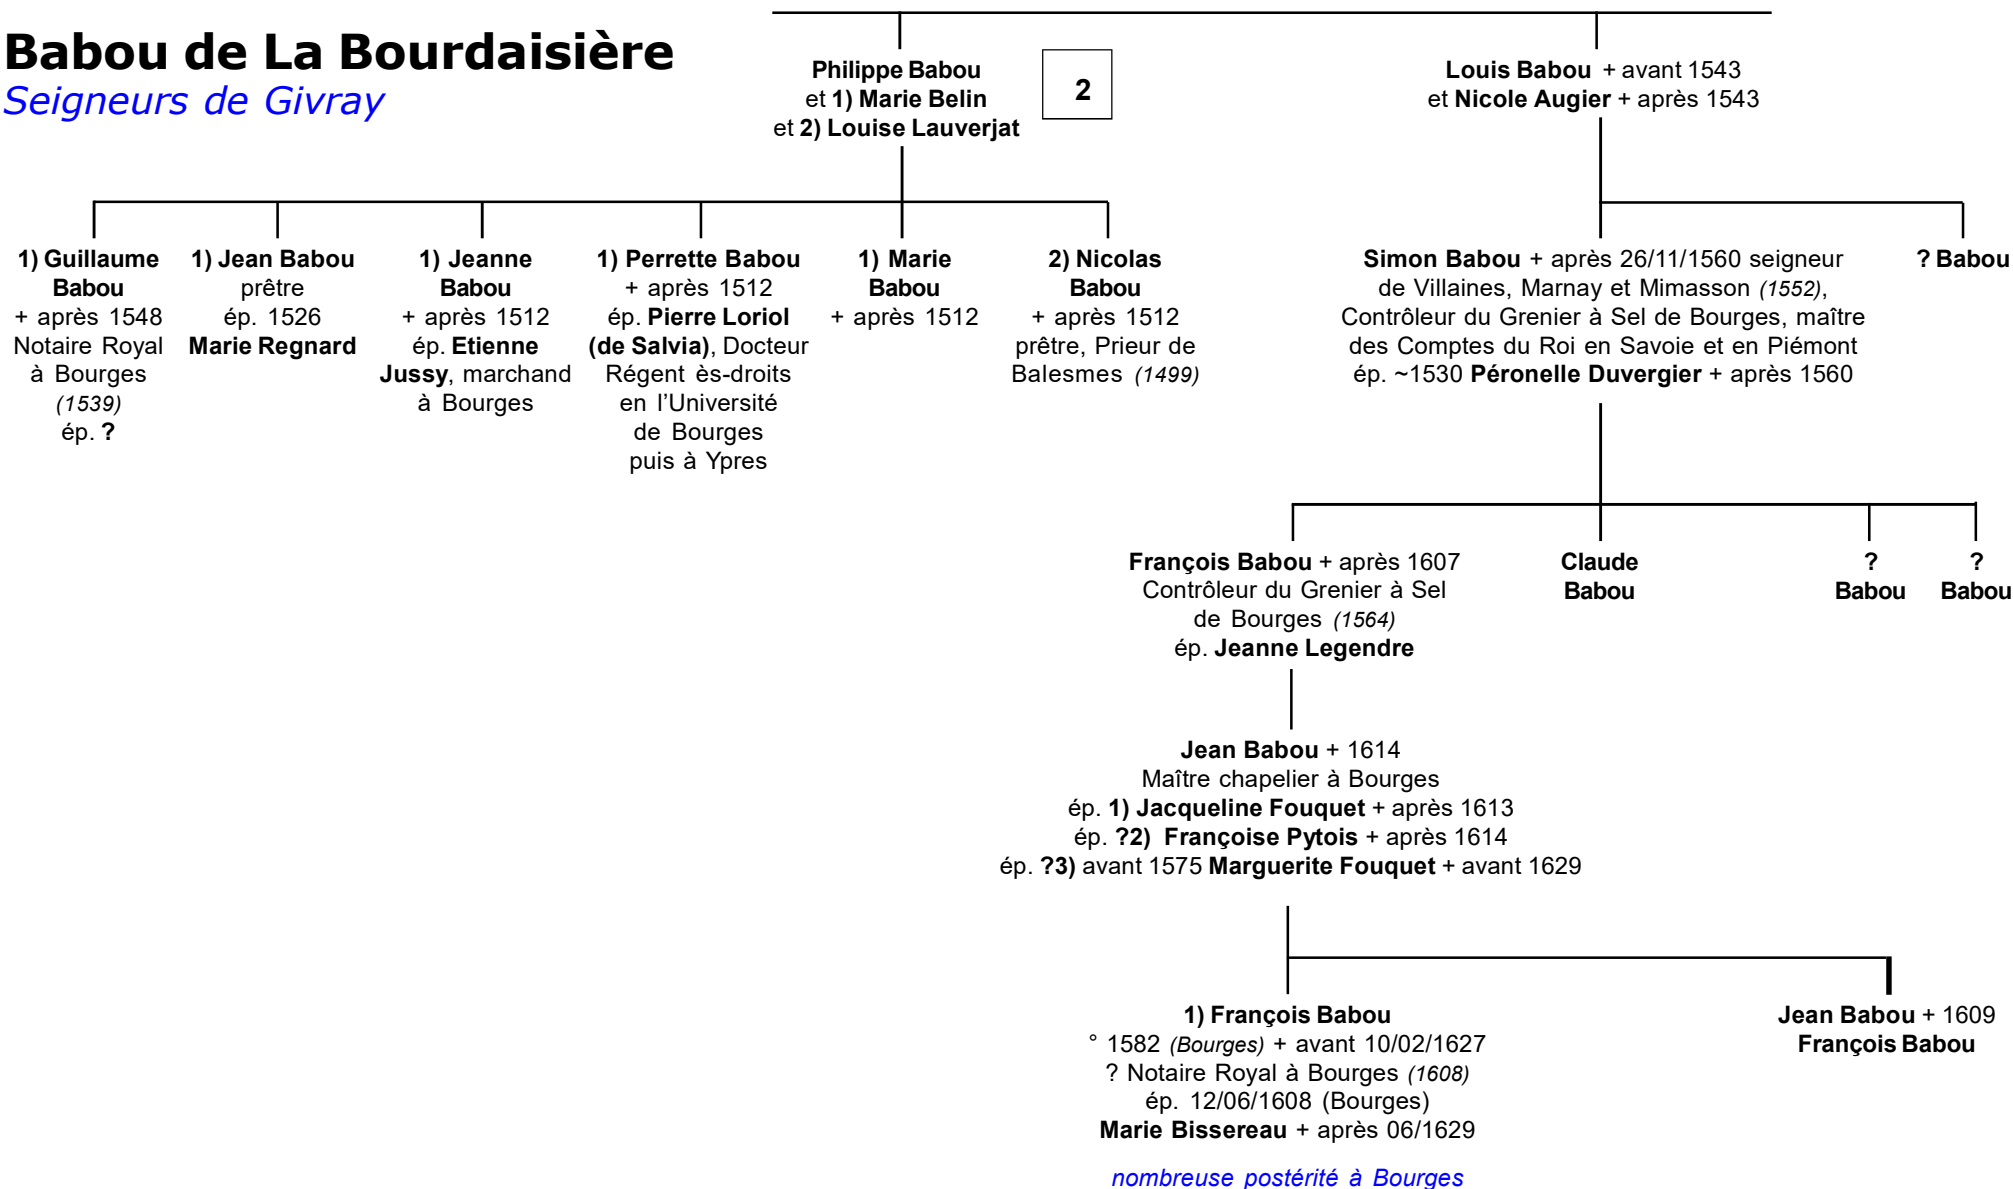 Babou de La Bourdaisière
Seigneurs de Givray
Philippe Babou
et 1) Marie Belin
et 2) Louise Lauverjat
2
Louis Babou + avant 1543
et Nicole Augier + après 1543
1) Guillaume
Babou
+ après 1548
Notaire Royal
à Bourges
(1539)
ép. ?
1) Jean Babou
prêtre
ép. 1526
Marie Regnard
1) Jeanne
Babou
+ après 1512
ép. Etienne
Jussy, marchand
à Bourges
1) Perrette Babou
+ après 1512
ép. Pierre Loriol
(de Salvia), Docteur
Régent ès-droits
en l'Université
de Bourges
puis à Ypres
1) Marie
Babou
+ après 1512
2) Nicolas
Babou
+ après 1512
prêtre, Prieur de
Balesmes (1499)
Simon Babou + après 26/11/1560 seigneur
de Villaines, Marnay et Mimasson (1552),
Contrôleur du Grenier à Sel de Bourges, maître
des Comptes du Roi en Savoie et en Piémont
ép. ~1530 Péronelle Duvergier + après 1560
? Babou
François Babou + après 1607
Contrôleur du Grenier à Sel
de Bourges (1564)
ép. Jeanne Legendre
Claude
Babou
?
Babou
?
Babou
Jean Babou + 1614
Maître chapelier à Bourges
ép. 1) Jacqueline Fouquet + après 1613
ép. ?2) Françoise Pytois + après 1614
ép. ?3) avant 1575 Marguerite Fouquet + avant 1629
1) François Babou
° 1582 (Bourges) + avant 10/02/1627
? Notaire Royal à Bourges (1608)
ép. 12/06/1608 (Bourges)
Marie Bissereau + après 06/1629
nombreuse postérité à Bourges
Jean Babou + 1609
François Babou